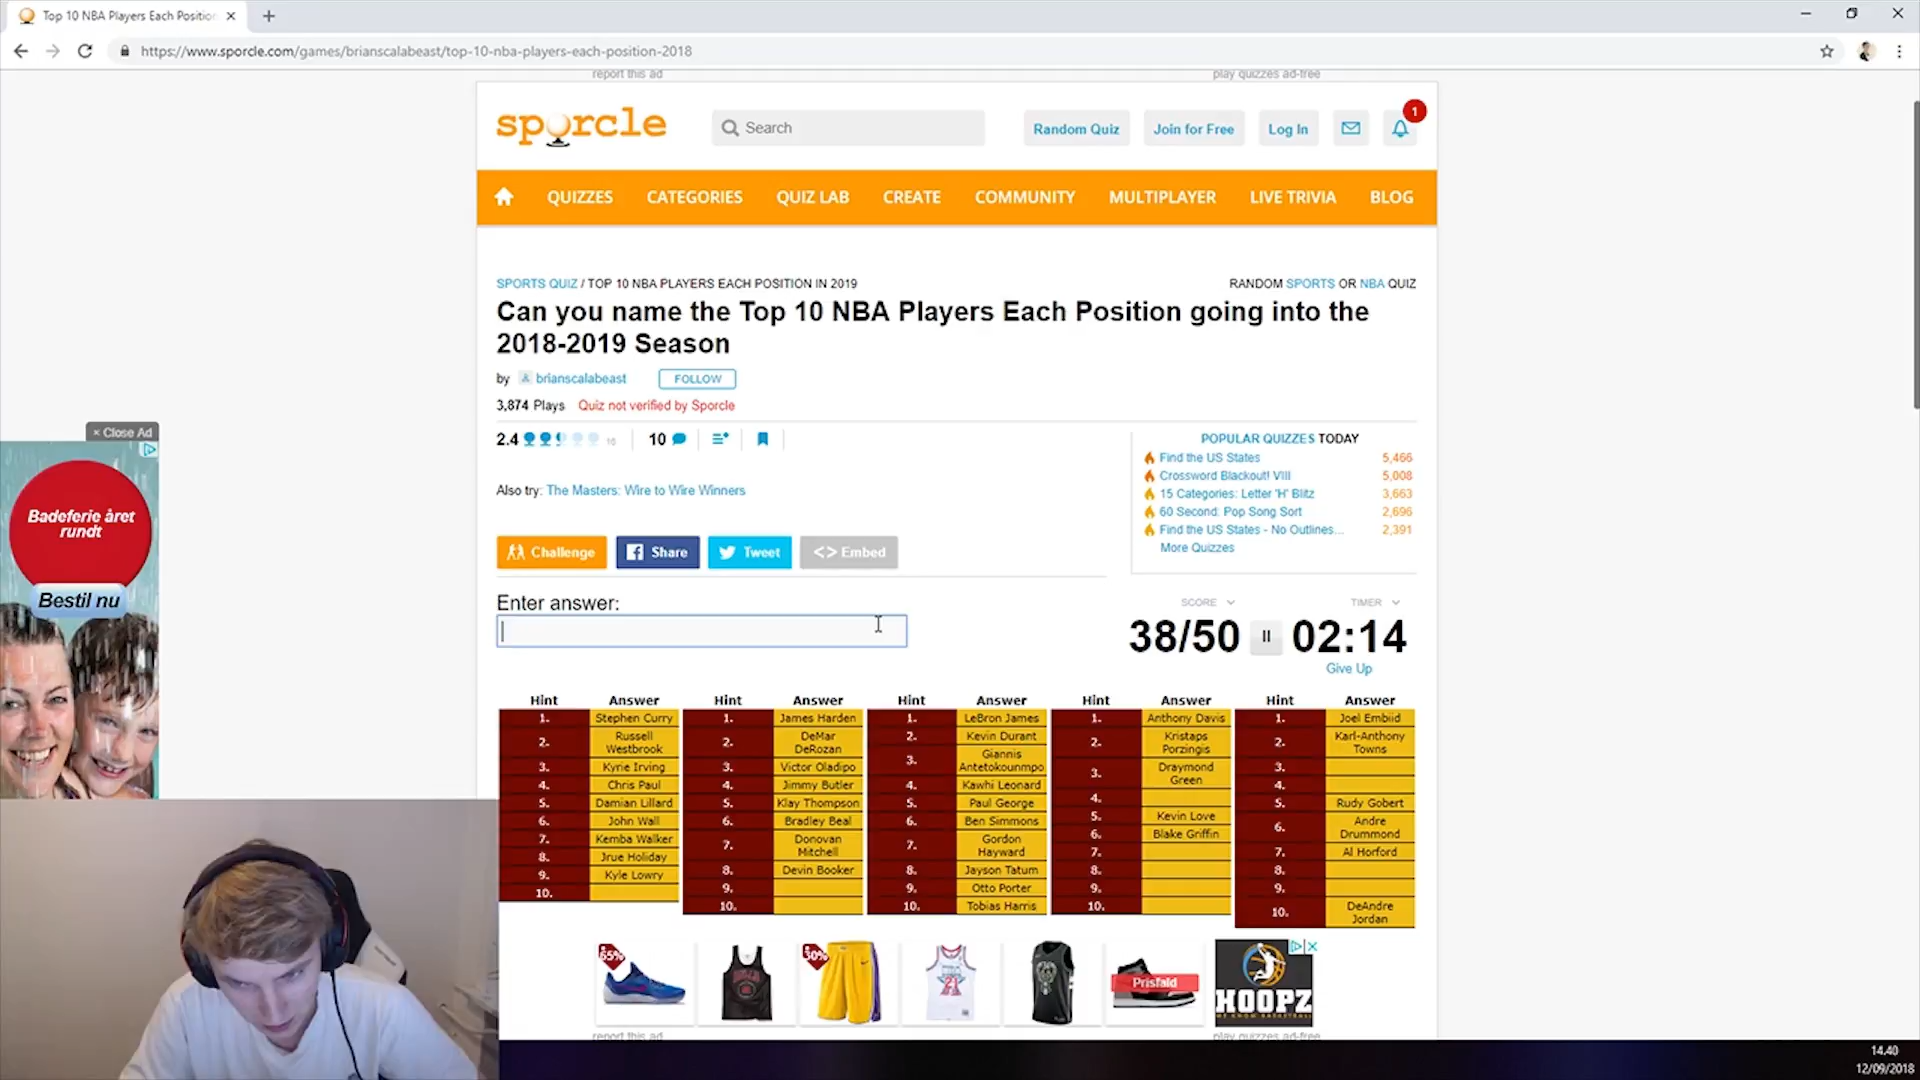 Top 10 NBA Players Each Position
https://www.sporcle.com/games/brianscalabeast/top-10-nba-players-each-position-2018
report this ad
play quizzes ad-free
sporcle
Search
Random Quiz
Join for Free
Log In
1
QUIZZES
CATEGORIES
QUIZ LAB
CREATE
COMMUNITY
MULTIPLAYER
LIVE TRIVIA
BLOG
SPORTS QUIZ / TOP 10 NBA PLAYERS EACH POSITION IN 2019
RANDOM SPORTS OR NBA QUIZ
Can you name the Top 10 NBA Players Each Position going into the
2018-2019 Season
by brianscalabeast
FOLLOW
3,874 Plays Quiz not verified by Sporcle
2.4
10
Also try: The Masters: Wire to Wire Winners
POPULAR QUIZZES TODAY
Find the US States 5,466
Crossword Blackout! VIII 5,008
15 Categories: Letter 'H' Blitz 3,663
60 Second: Pop Song Sort 2,696
Find the US States - No Outlines... 2,391
More Quizzes
Challenge
Share
Tweet
<> Embed
Enter answer:
SCORE
38/50
TIMER
02:14
Give Up
Hint Answer
1. Stephen Curry
2. Russell
Westbrook
3. Kyrie Irving
4. Chris Paul
5. Damian Lillard
6. John Wall
7. Kemba Walker
8. Jrue Holiday
9. Kyle Lowry
10.
Hint Answer
1. James Harden
2. DeMar
DeRozan
3. Victor Oladipo
4. Jimmy Butler
5. Klay Thompson
6. Bradley Beal
7. Donovan
Mitchell
8. Devin Booker
9.
10.
Hint Answer
1. LeBron James
2. Kevin Durant
3. Giannis
Antetokounmpo
4. Kawhi Leonard
5. Paul George
6. Ben Simmons
7. Gordon
Hayward
8. Jayson Tatum
9. Otto Porter
10. Tobias Harris
Hint Answer
1. Anthony Davis
2. Kristaps
Porzingis
3. Draymond
Green
4.
5. Kevin Love
6. Blake Griffin
7.
8.
9.
10.
Hint Answer
1. Joel Embiid
2. Karl-Anthony
Towns
3.
4.
5. Rudy Gobert
6. Andre
Drummond
7. Al Horford
8.
9.
10. DeAndre
Jordan
× Close Ad
Badeferie året
rundt
Bestil nu
Prisfald
HOOPZ
report this ad
play quizzes ad-free
14.40
12/09/2018